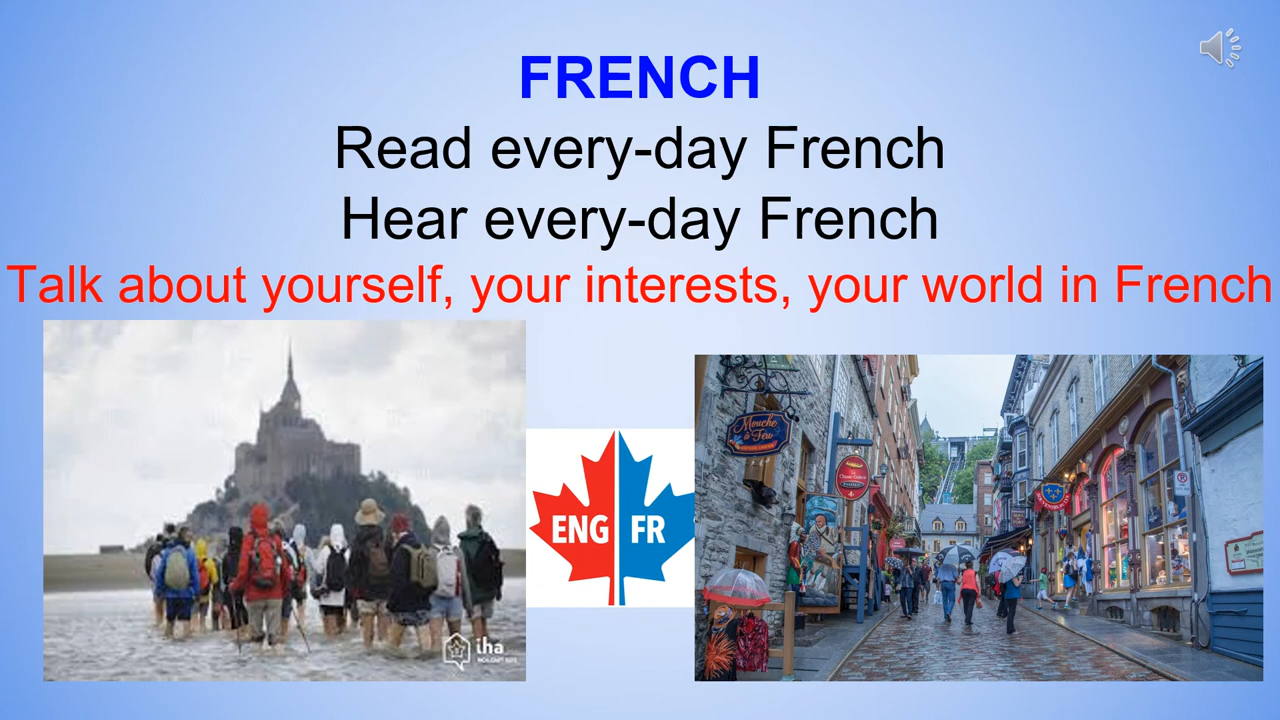 FRENCH
Read every-day French
Hear every-day French
Talk about yourself, your interests, your world in French
ENG FR
iha
Mouche
à Feu